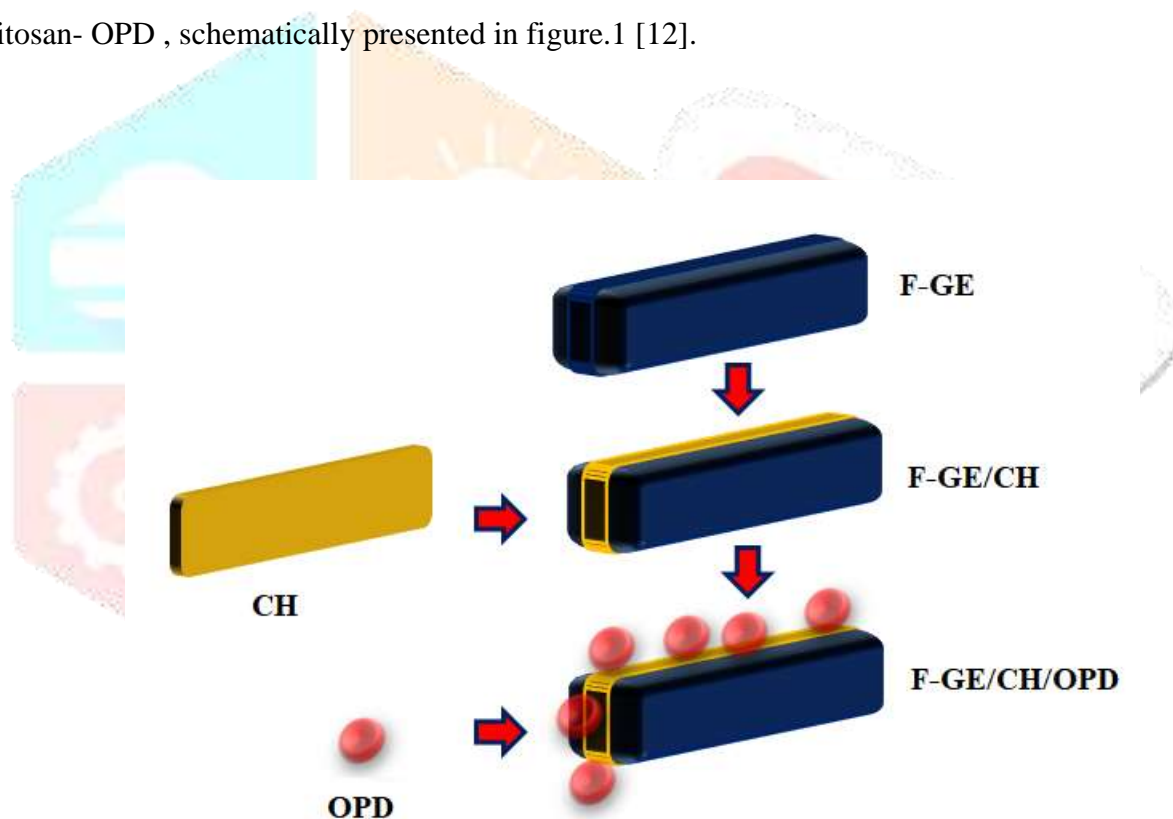 itosan- OPD , schematically presented in figure.1 [12].
F-GE
F-GE/CH
CH
F-GE/CH/OPD
OPD